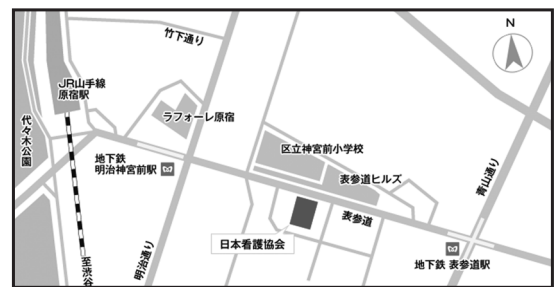 竹下通り
N
JR山手線
原宿駅
ラフォーレ原宿
代々木公園
地下鉄
明治神宮前駅
区立神宮前小学校
表参道ヒルズ
青山通り
表参道
日本看護協会
明治通り
至渋谷
地下鉄 表参道駅